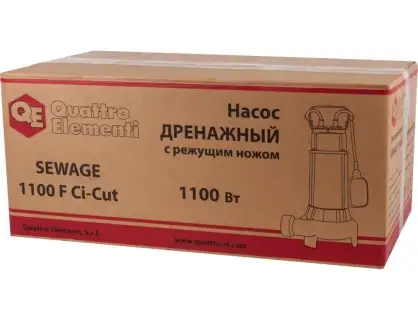 QE
Quattro
Elementi
SEWAGE
1100 F Ci-Cut
Насос
ДРЕНАЖНЫЙ
с режущим ножом
1100 Вт
Quattro Elementi, S.r.l.
www.quattro-el.com